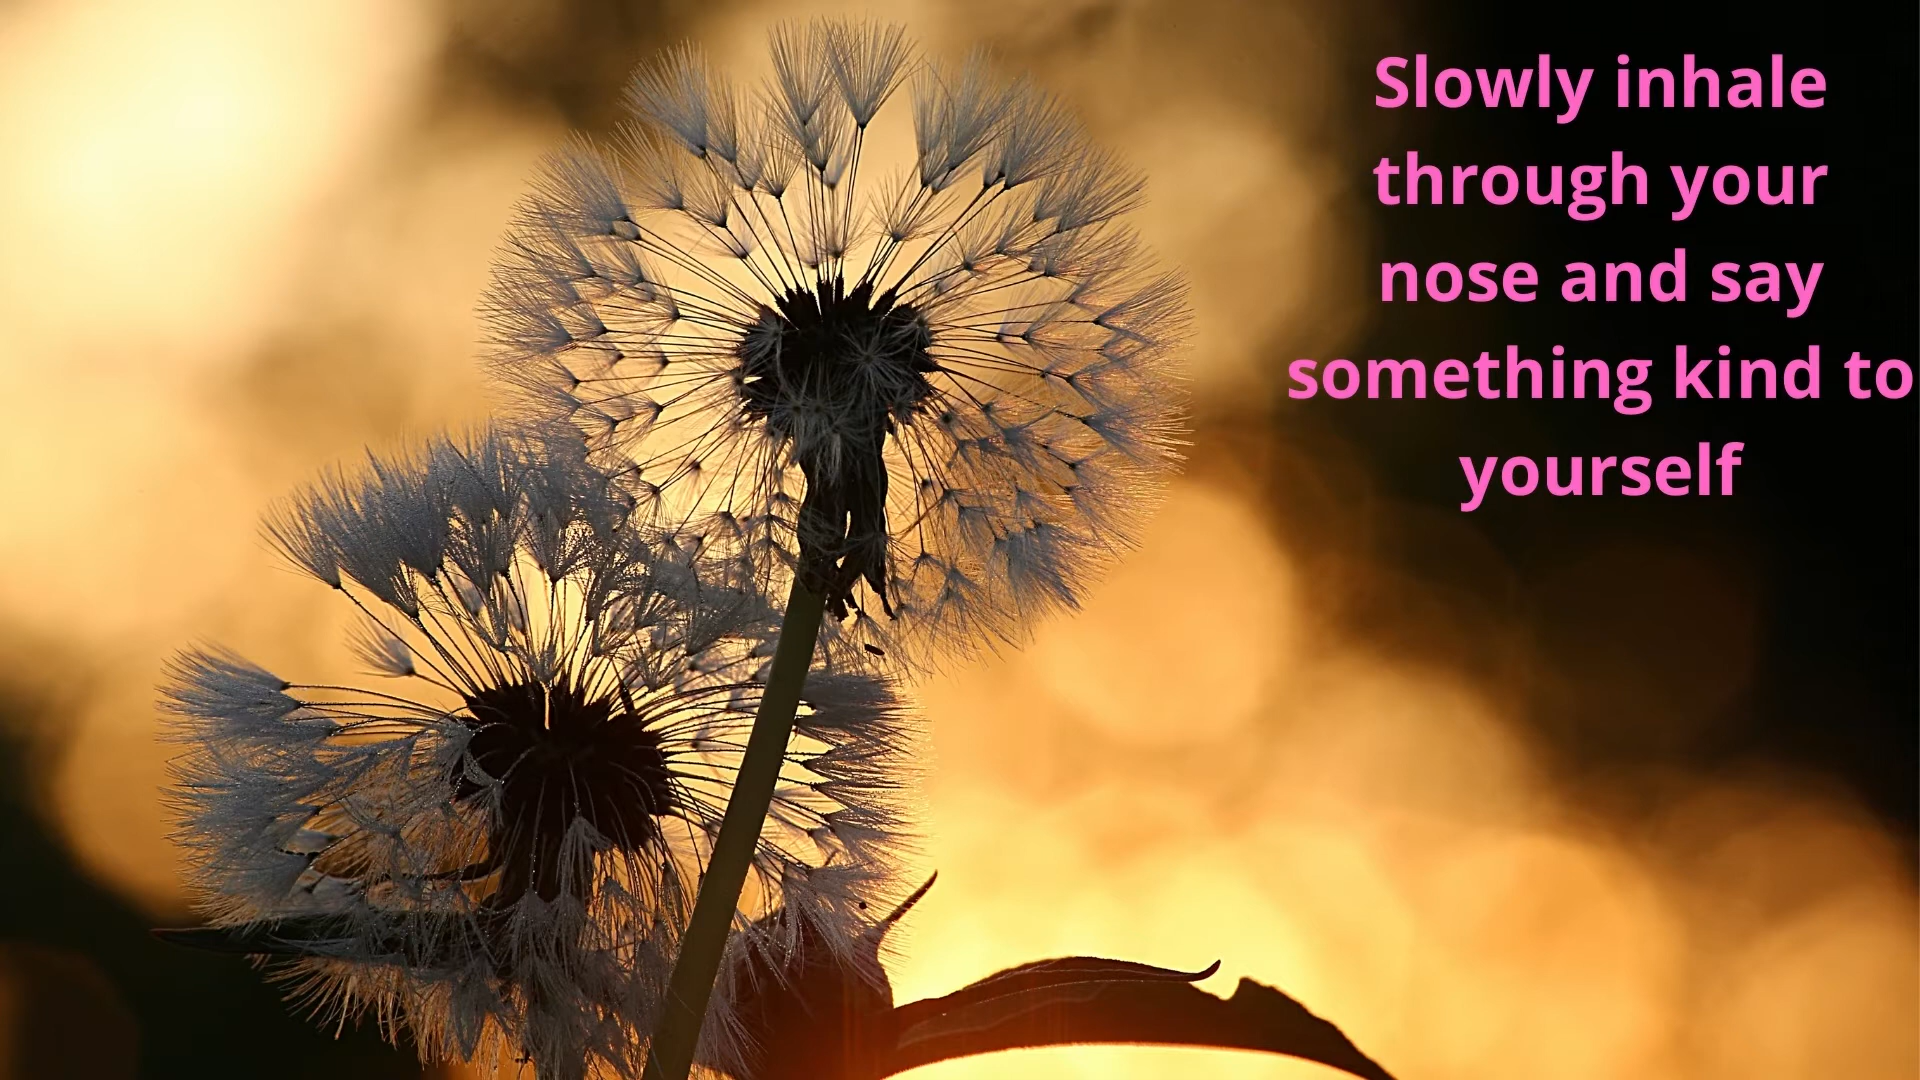 Slowly inhale
through your
nose and say
something kind to
yourself